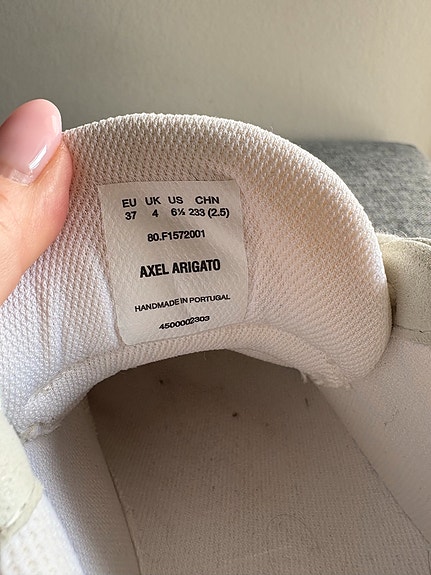 EU UK US CHN
37 4 6½ 233 (2.5)
80.F1572001
AXEL ARIGATO
HANDMADE IN PORTUGAL
4500002303